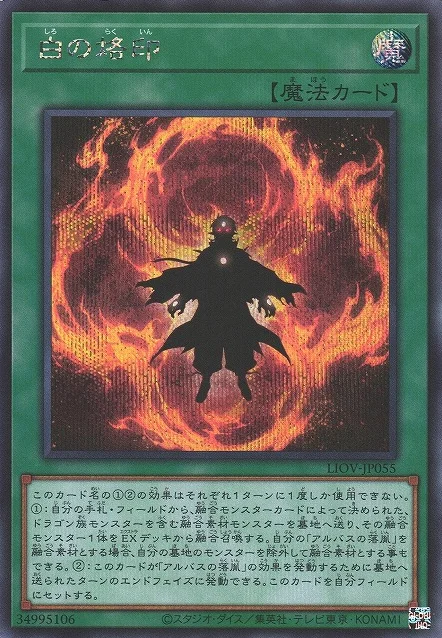 白の烙印
【魔法カード】
LIOV-JP055
このカード名の①②の効果はそれぞれ1ターンに1度しか使用できない。
①：自分の手札・フィールドから、融合モンスターカードによって決められた、
ドラゴン族モンスターを含む融合素材モンスターを墓地へ送り、その融合
モンスター1体をEXデッキから融合召喚する。自分の「アルバスの落胤」を
融合素材とする場合、自分の墓地のモンスターを除外して融合素材とする事も
できる。②：このカードが「アルバスの落胤」の効果を発動するために墓地へ
送られたターンのエンドフェイズに発動できる。このカードを自分フィールド
にセットする。
34995106
©スタジオ・ダイス／集英社・テレビ東京・KONAMI